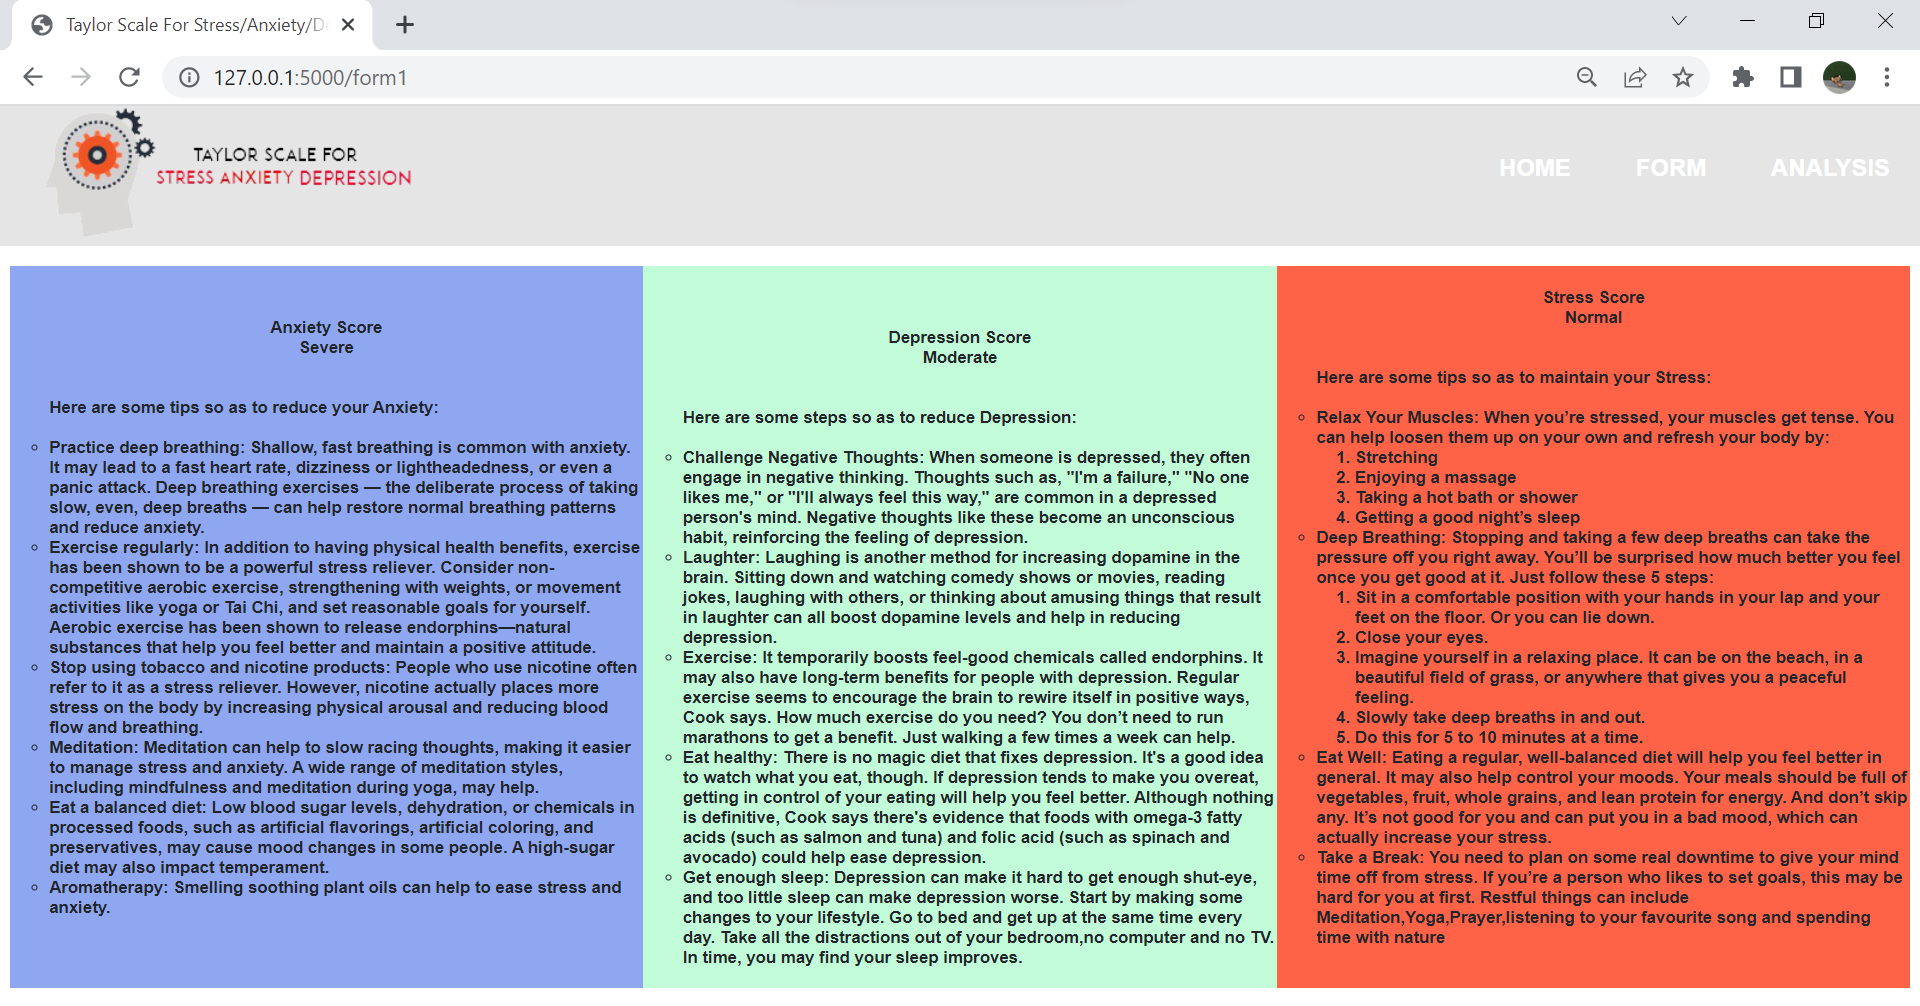 Taylor Scale For Stress/Anxiety/D
127.0.0.1:5000/form1
TAYLOR SCALE FOR
STRESS ANXIETY DEPRESSION
HOME FORM ANALYSIS
Anxiety Score
Severe
Here are some tips so as to reduce your Anxiety:
Practice deep breathing: Shallow, fast breathing is common with anxiety.
It may lead to a fast heart rate, dizziness or lightheadedness, or even a
panic attack. Deep breathing exercises — the deliberate process of taking
slow, even, deep breaths — can help restore normal breathing patterns
and reduce anxiety.
Exercise regularly: In addition to having physical health benefits, exercise
has been shown to be a powerful stress reliever. Consider non-
competitive aerobic exercise, strengthening with weights, or movement
activities like yoga or Tai Chi, and set reasonable goals for yourself.
Aerobic exercise has been shown to release endorphins—natural
substances that help you feel better and maintain a positive attitude.
Stop using tobacco and nicotine products: People who use nicotine often
refer to it as a stress reliever. However, nicotine actually places more
stress on the body by increasing physical arousal and reducing blood
flow and breathing.
Meditation: Meditation can help to slow racing thoughts, making it easier
to manage stress and anxiety. A wide range of meditation styles,
including mindfulness and meditation during yoga, may help.
Eat a balanced diet: Low blood sugar levels, dehydration, or chemicals in
processed foods, such as artificial flavorings, artificial coloring, and
preservatives, may cause mood changes in some people. A high-sugar
diet may also impact temperament.
Aromatherapy: Smelling soothing plant oils can help to ease stress and
anxiety.
Depression Score
Moderate
Here are some steps so as to reduce Depression:
Challenge Negative Thoughts: When someone is depressed, they often
engage in negative thinking. Thoughts such as, "I'm a failure," "No one
likes me," or "I'll always feel this way," are common in a depressed
person's mind. Negative thoughts like these become an unconscious
habit, reinforcing the feeling of depression.
Laughter: Laughing is another method for increasing dopamine in the
brain. Sitting down and watching comedy shows or movies, reading
jokes, laughing with others, or thinking about amusing things that result
in laughter can all boost dopamine levels and help in reducing
depression.
Exercise: It temporarily boosts feel-good chemicals called endorphins. It
may also have long-term benefits for people with depression. Regular
exercise seems to encourage the brain to rewire itself in positive ways,
Cook says. How much exercise do you need? You don’t need to run
marathons to get a benefit. Just walking a few times a week can help.
Eat healthy: There is no magic diet that fixes depression. It's a good idea
to watch what you eat, though. If depression tends to make you overeat,
getting in control of your eating will help you feel better. Although nothing
is definitive, Cook says there's evidence that foods with omega-3 fatty
acids (such as salmon and tuna) and folic acid (such as spinach and
avocado) could help ease depression.
Get enough sleep: Depression can make it hard to get enough shut-eye,
and too little sleep can make depression worse. Start by making some
changes to your lifestyle. Go to bed and get up at the same time every
day. Take all the distractions out of your bedroom,no computer and no TV.
In time, you may find your sleep improves.
Stress Score
Normal
Here are some tips so as to maintain your Stress:
Relax Your Muscles: When you’re stressed, your muscles get tense. You
can help loosen them up on your own and refresh your body by:
1. Stretching
2. Enjoying a massage
3. Taking a hot bath or shower
4. Getting a good night’s sleep
Deep Breathing: Stopping and taking a few deep breaths can take the
pressure off you right away. You’ll be surprised how much better you feel
once you get good at it. Just follow these 5 steps:
1. Sit in a comfortable position with your hands in your lap and your
feet on the floor. Or you can lie down.
2. Close your eyes.
3. Imagine yourself in a relaxing place. It can be on the beach, in a
beautiful field of grass, or anywhere that gives you a peaceful
feeling.
4. Slowly take deep breaths in and out.
5. Do this for 5 to 10 minutes at a time.
Eat Well: Eating a regular, well-balanced diet will help you feel better in
general. It may also help control your moods. Your meals should be full of
vegetables, fruit, whole grains, and lean protein for energy. And don’t skip
any. It’s not good for you and can put you in a bad mood, which can
actually increase your stress.
Take a Break: You need to plan on some real downtime to give your mind
time off from stress. If you’re a person who likes to set goals, this may be
hard for you at first. Restful things can include
Meditation,Yoga,Prayer,listening to your favourite song and spending
time with nature